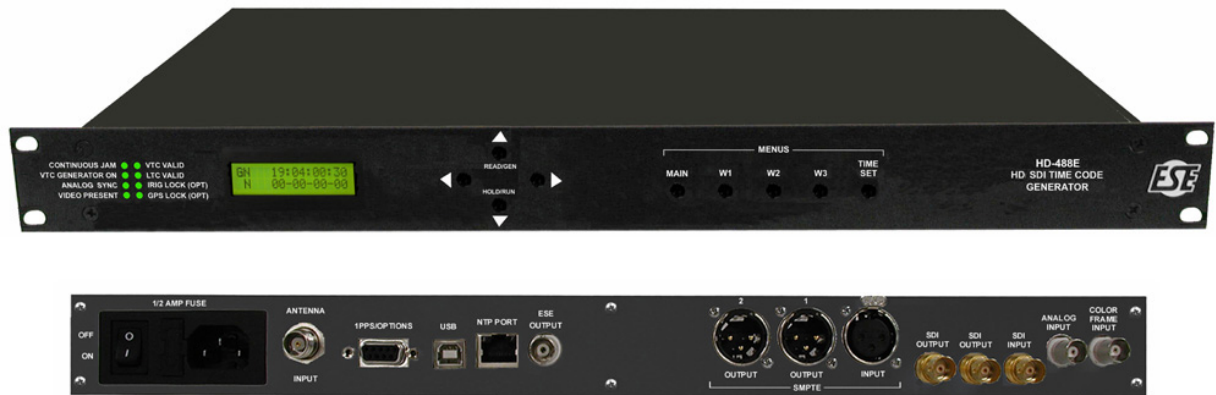 CONTINUOUS JAM VTC VALID
VTC GENERATOR ON LTC VALID
ANALOG SYNC IRIG LOCK (OPT)
VIDEO PRESENT GPS LOCK (OPT)
GN 19:04:00:30
N 00-00-00-00
READ/GEN
HOLD/RUN
MENUS
MAIN W1 W2 W3 TIME SET
HD-488E
HD SDI TIME CODE
GENERATOR
ESE
1/2 AMP FUSE
OFF
ON
O
I
ANTENNA
INPUT
1PPS/OPTIONS
USB
NTP PORT
ESE
OUTPUT
2 1
OUTPUT OUTPUT INPUT
SMPTE
SDI
OUTPUT
SDI
OUTPUT
SDI
INPUT
ANALOG
INPUT
COLOR
FRAME
INPUT